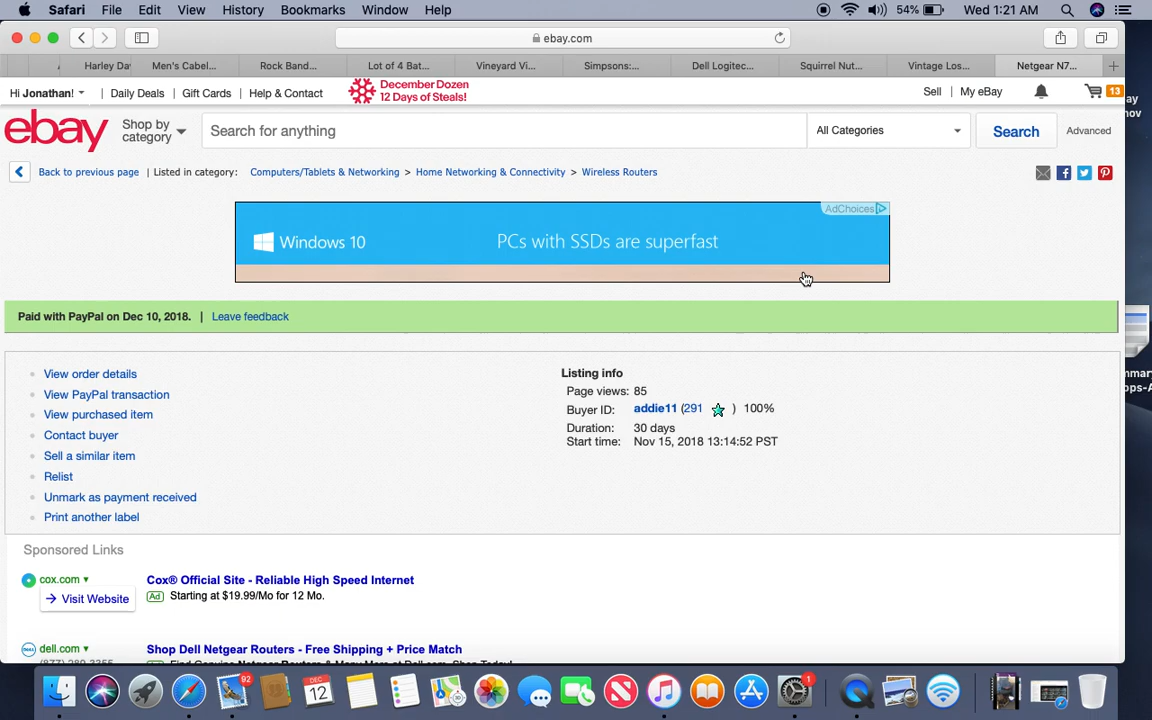 Safari File Edit View History Bookmarks Window Help 54% Wed 1:21 AM
ebay.com
Harley Da Men's Cabel... Rock Band... Lot of 4 Bat... Vineyard Vi... Simpsons:... Dell Logitec... Squirrel Nut... Vintage Los... Netgear N7...
Hi Jonathan! | Daily Deals | Gift Cards | Help & Contact
December Dozen
12 Days of Steals!
Sell | My eBay 13
ebay Shop by
category
Search for anything All Categories Search Advanced
Back to previous page | Listed in category: Computers/Tablets & Networking > Home Networking & Connectivity > Wireless Routers
AdChoices
Windows 10 PCs with SSDs are superfast
Paid with PayPal on Dec 10, 2018. | Leave feedback
View order details
View PayPal transaction
View purchased item
Contact buyer
Sell a similar item
Relist
Unmark as payment received
Print another label
Listing info
Page views: 85
Buyer ID: addie11 (291 ) 100%
Duration: 30 days
Start time: Nov 15, 2018 13:14:52 PST
Sponsored Links
cox.com Cox® Official Site - Reliable High Speed Internet
→ Visit Website Ad Starting at $19.99/Mo for 12 Mo.
dell.com Shop Dell Netgear Routers - Free Shipping + Price Match
92
DEC
12
1